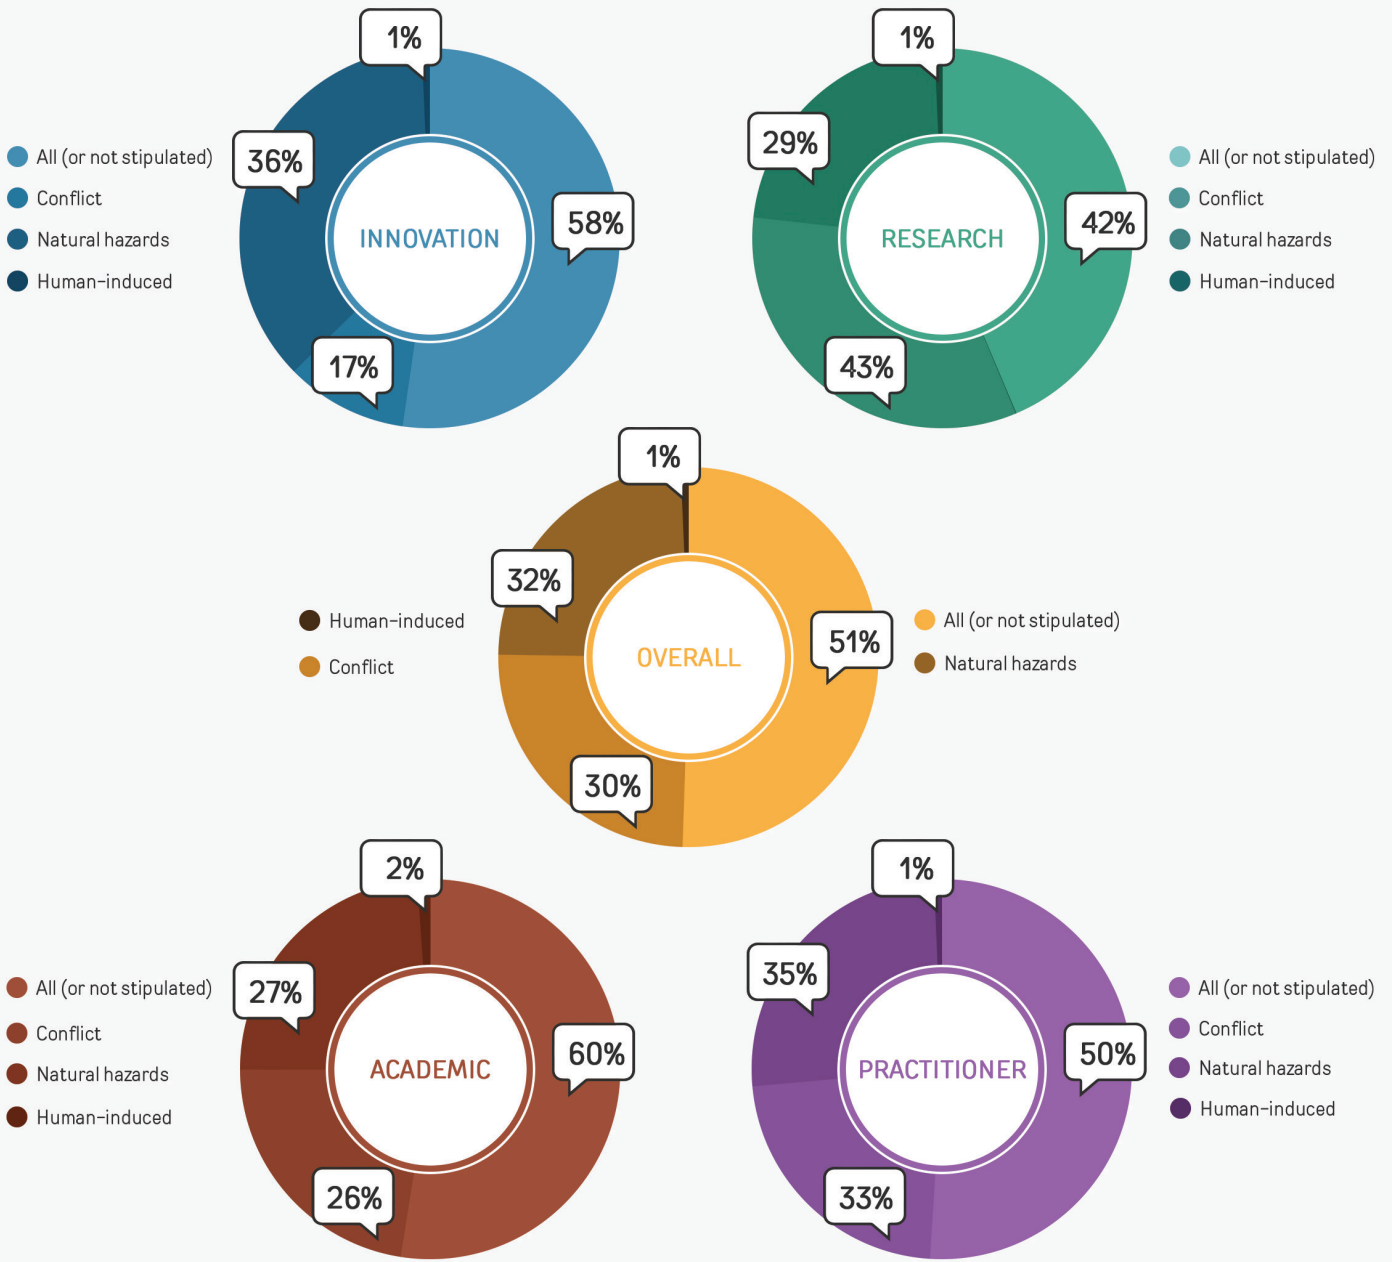 1%
36%
58%
17%
INNOVATION
All (or not stipulated)
Conflict
Natural hazards
Human-induced
1%
29%
42%
43%
RESEARCH
All (or not stipulated)
Conflict
Natural hazards
Human-induced
1%
32%
51%
30%
OVERALL
Human-induced
Conflict
All (or not stipulated)
Natural hazards
2%
27%
60%
26%
ACADEMIC
All (or not stipulated)
Conflict
Natural hazards
Human-induced
1%
35%
50%
33%
PRACTITIONER
All (or not stipulated)
Conflict
Natural hazards
Human-induced